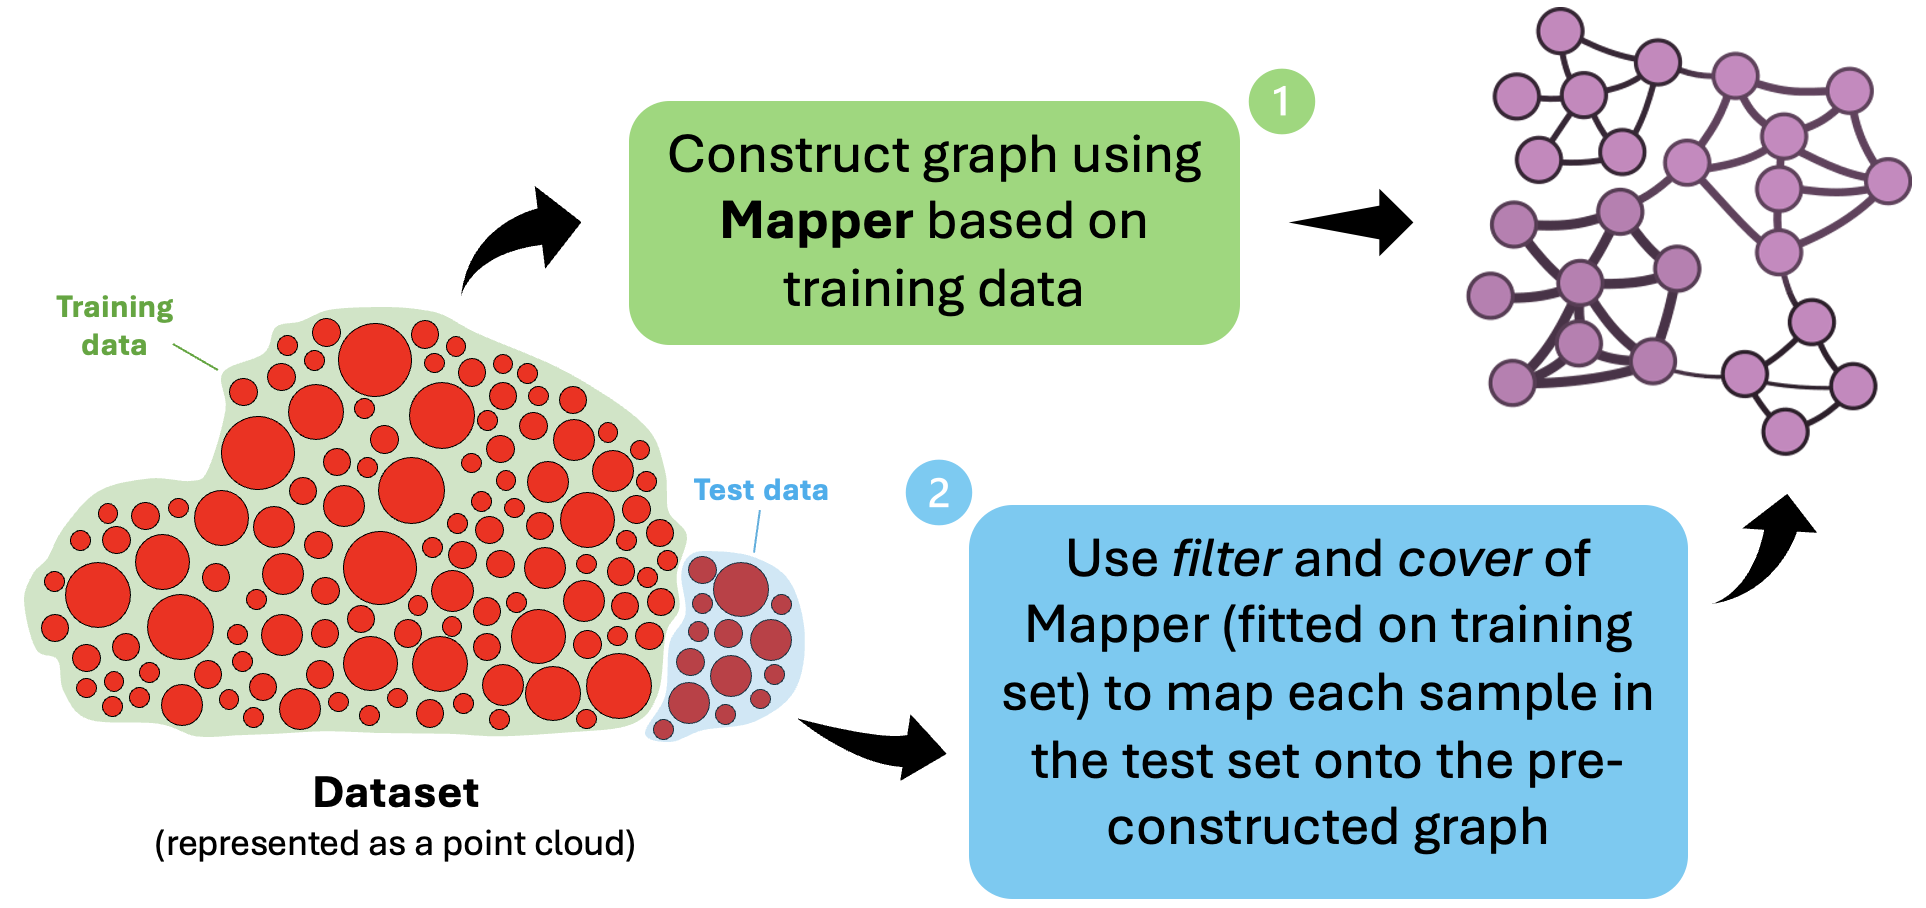 1
Construct graph using
Mapper based on
training data
Training
data
Test data
2
Use filter and cover of
Mapper (fitted on training
set) to map each sample in
the test set onto the pre-
constructed graph
Dataset
(represented as a point cloud)